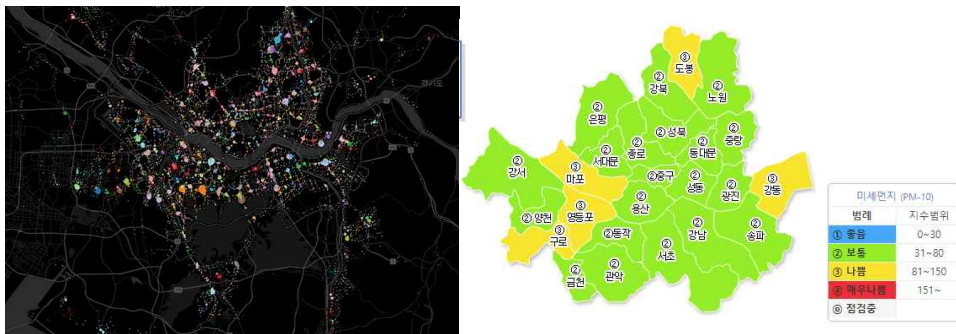 경기도
③
도봉
②
강북
②
노원
②
은평
② 성북
②
중랑
②
서대문
②
종로
②
동대문
②
강서
③
마포
②중구
②
성동
②
광진
③
강동
② 양천
③
영등포
②
용산
③
구로
②동작
②
서초
②
강남
②
송파
②
금천
②
관악
미세먼지 (PM-10)
범례 지수범위
① 좋음 0~30
② 보통 31~80
③ 나쁨 81~150
④ 매우나쁨 151~
◎ 점검중